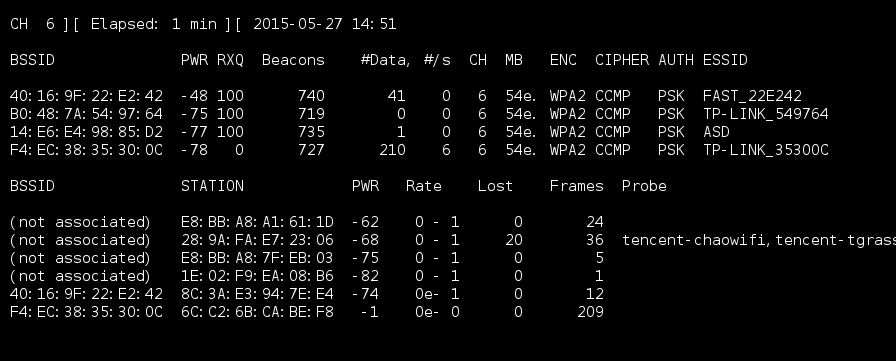 CH 6 ][ Elapsed: 1 min ][ 2015-05-27 14:51
BSSID PWR RXQ Beacons #Data, #/s CH MB ENC CIPHER AUTH ESSID
40:16:9F:22:E2:42 -48 100 740 41 0 6 54e. WPA2 CCMP PSK FAST_22E242
B0:48:7A:54:97:64 -75 100 719 0 0 6 54e. WPA2 CCMP PSK TP-LINK_549764
14:E6:E4:98:85:D2 -77 100 735 1 0 6 54e. WPA2 CCMP PSK ASD
F4:EC:38:35:30:0C -78 0 727 210 6 6 54e. WPA2 CCMP PSK TP-LINK_35300C
BSSID STATION PWR Rate Lost Frames Probe
(not associated) E8:BB:A8:A1:61:1D -62 0 - 1 0 24
(not associated) 28:9A:FA:E7:23:06 -68 0 - 1 20 36 tencent-chaowifi,tencent-tgrass
(not associated) E8:BB:A8:7F:EB:03 -75 0 - 1 0 5
(not associated) 1E:02:F9:EA:08:B6 -82 0 - 1 0 1
40:16:9F:22:E2:42 8C:3A:E3:94:7E:E4 -74 0e- 1 0 12
F4:EC:38:35:30:0C 6C:C2:6B:CA:BE:F8 -1 0e- 0 0 209